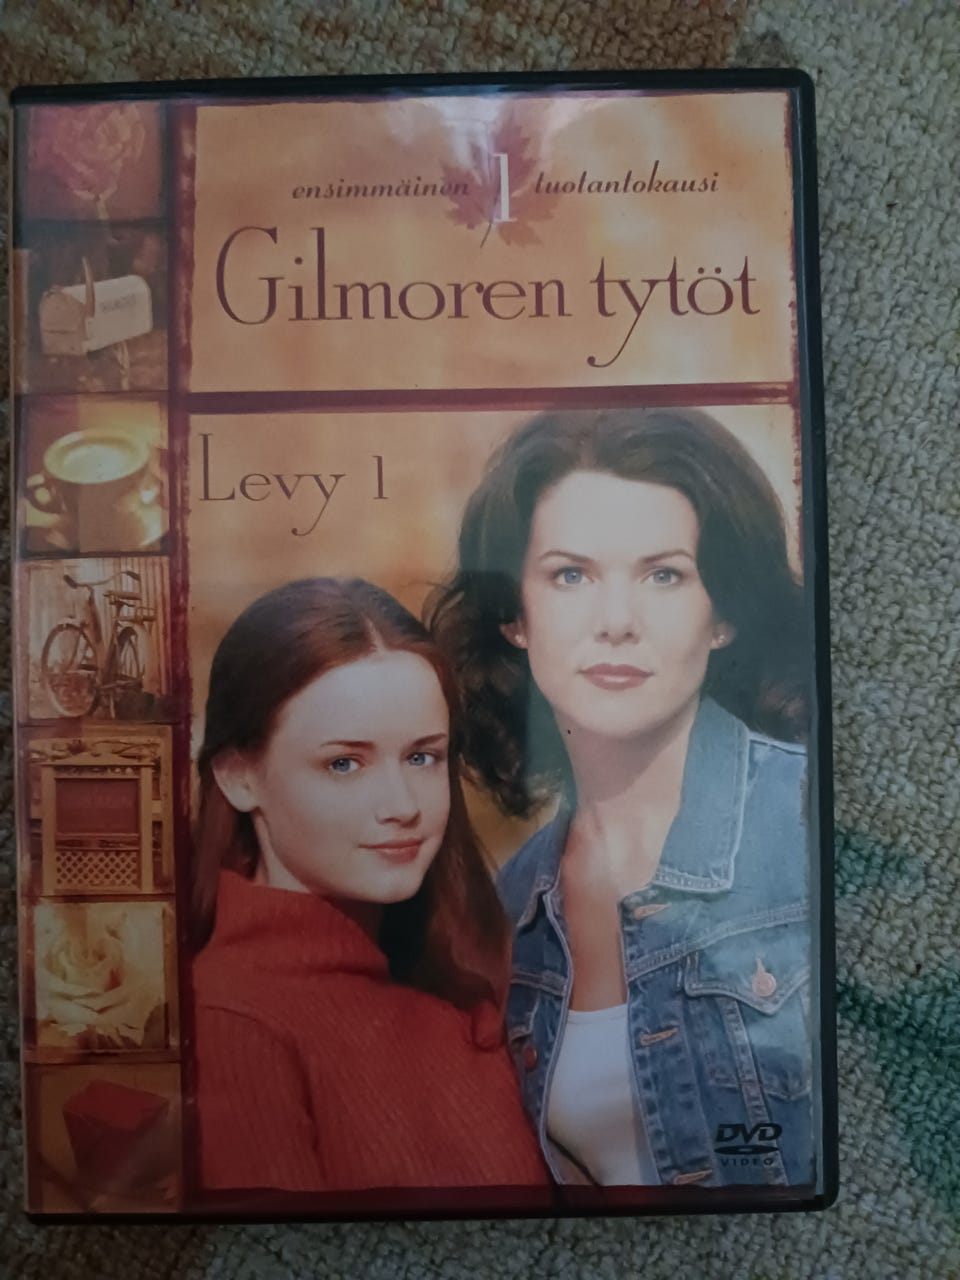 ensimmäinen 1 tuotantokausi
Gilmoren tytöt
Levy 1
DVD
VIDEO